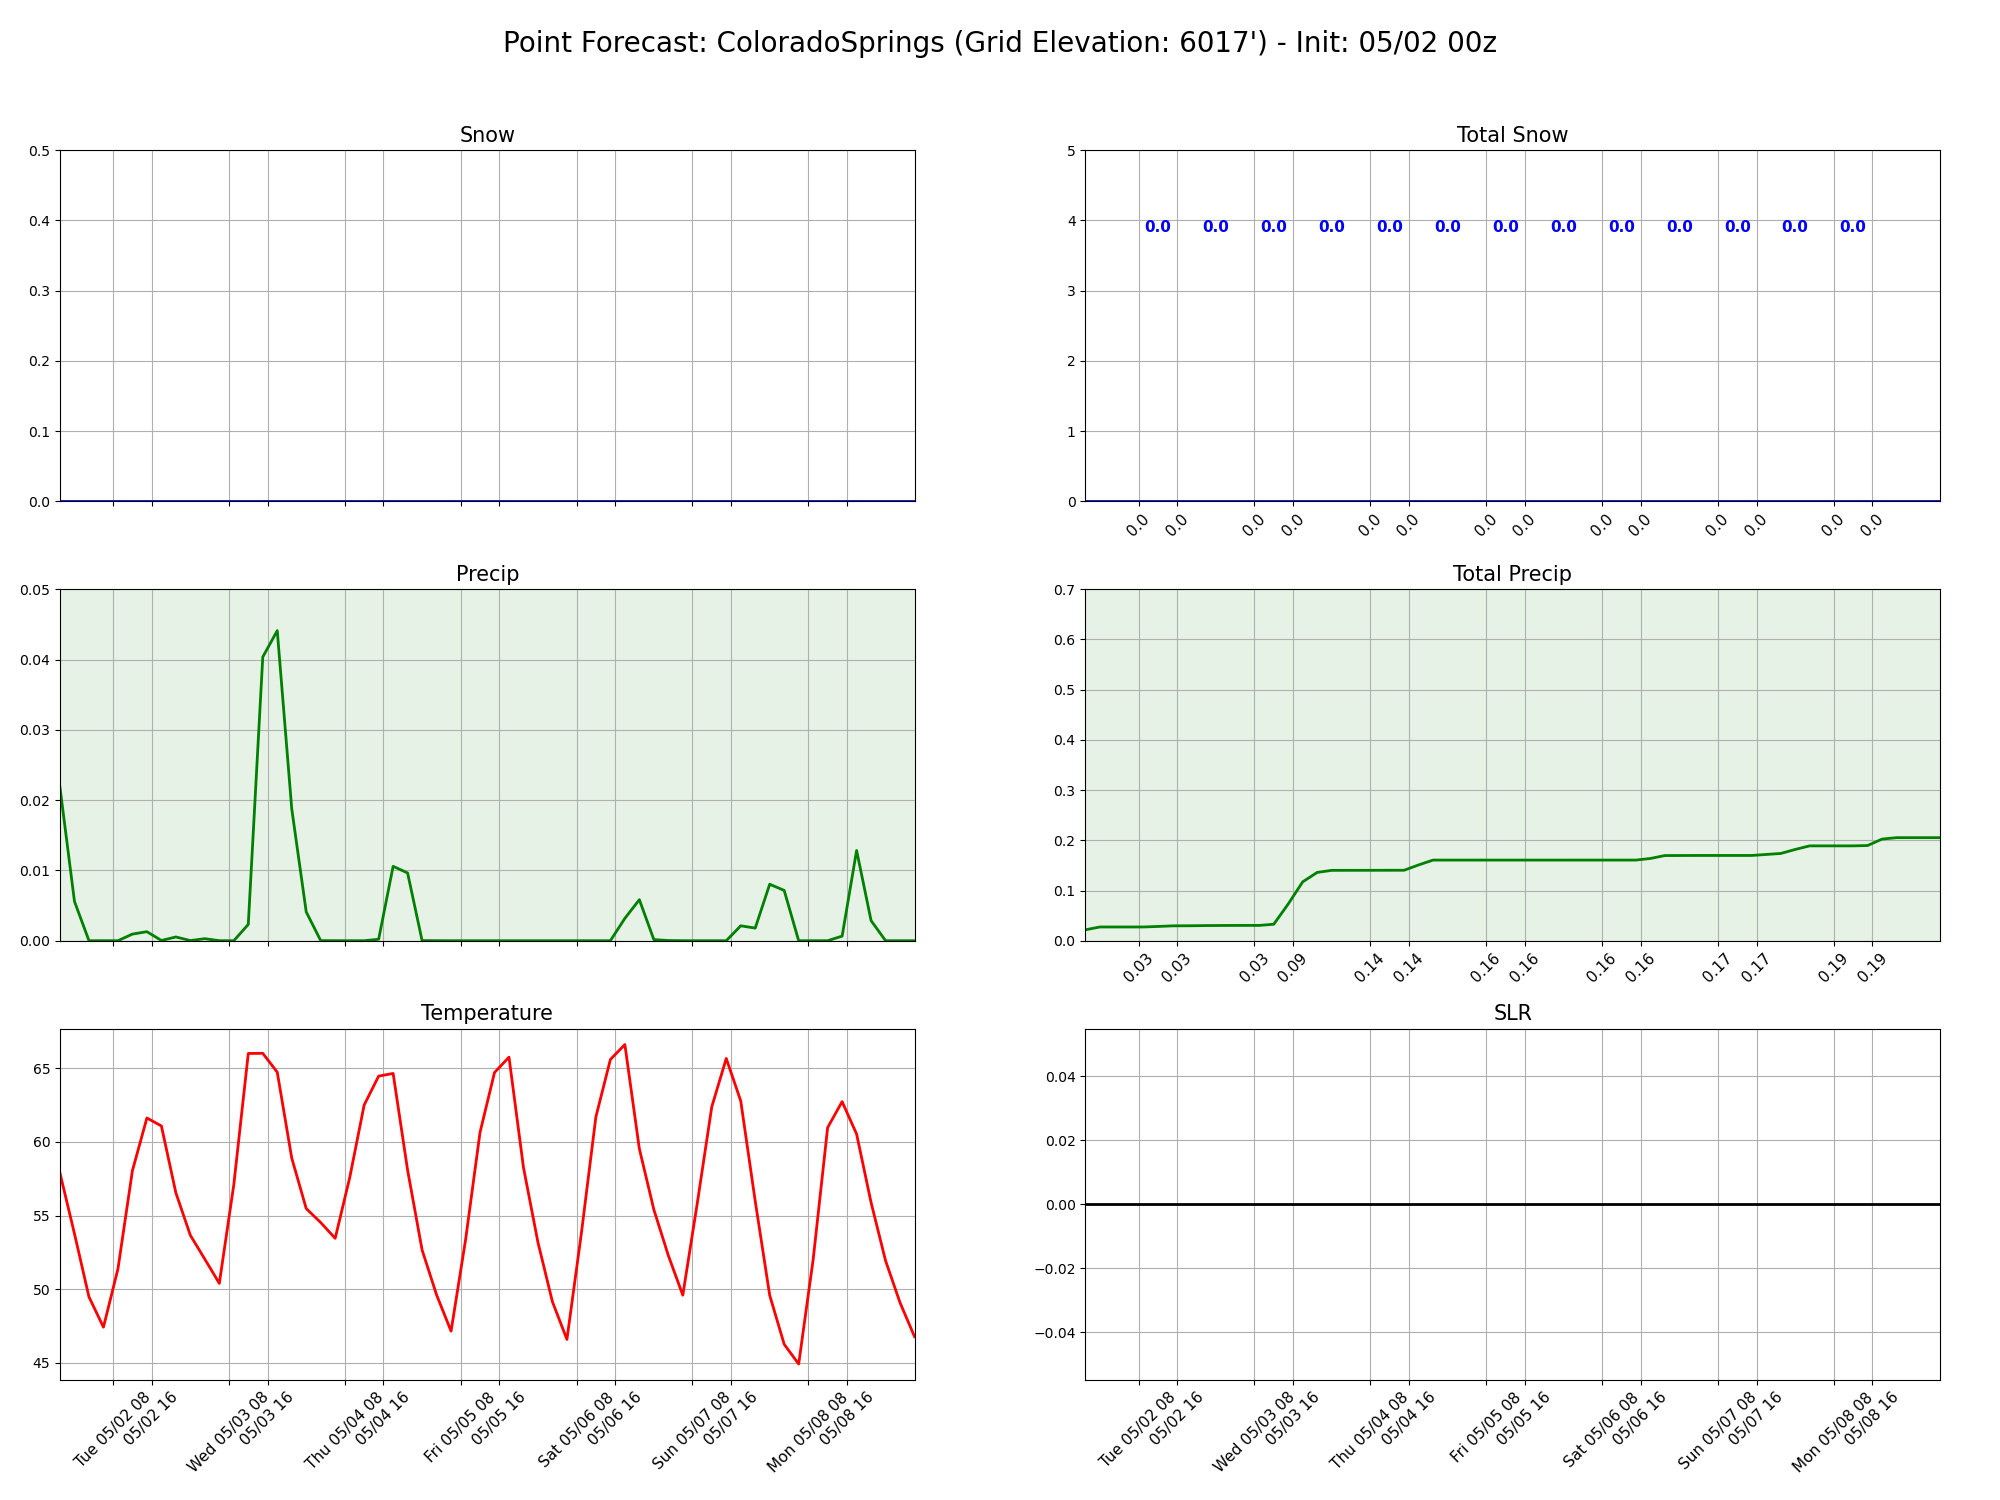 Point Forecast: ColoradoSprings (Grid Elevation: 6017') - Init: 05/02 00z
Snow
0.5
0.4
0.3
0.2
0.1
0.0
Total Snow
5
4
3
2
1
0
0.0 0.0 0.0 0.0 0.0 0.0 0.0 0.0 0.0 0.0 0.0 0.0 0.0
0.0 0.0 0.0 0.0 0.0 0.0 0.0 0.0 0.0 0.0 0.0 0.0 0.0 0.0
Precip
0.05
0.04
0.03
0.02
0.01
0.00
Total Precip
0.7
0.6
0.5
0.4
0.3
0.2
0.1
0.0
0.03 0.03 0.03 0.09 0.14 0.14 0.16 0.16 0.16 0.16 0.17 0.17 0.19 0.19
Temperature
65
60
55
50
45
Tue 05/02 08
05/02 16
Wed 05/03 08
05/03 16
Thu 05/04 08
05/04 16
Fri 05/05 08
05/05 16
Sat 05/06 08
05/06 16
Sun 05/07 08
05/07 16
Mon 05/08 08
05/08 16
SLR
0.04
0.02
0.00
−0.02
−0.04
Tue 05/02 08
05/02 16
Wed 05/03 08
05/03 16
Thu 05/04 08
05/04 16
Fri 05/05 08
05/05 16
Sat 05/06 08
05/06 16
Sun 05/07 08
05/07 16
Mon 05/08 08
05/08 16